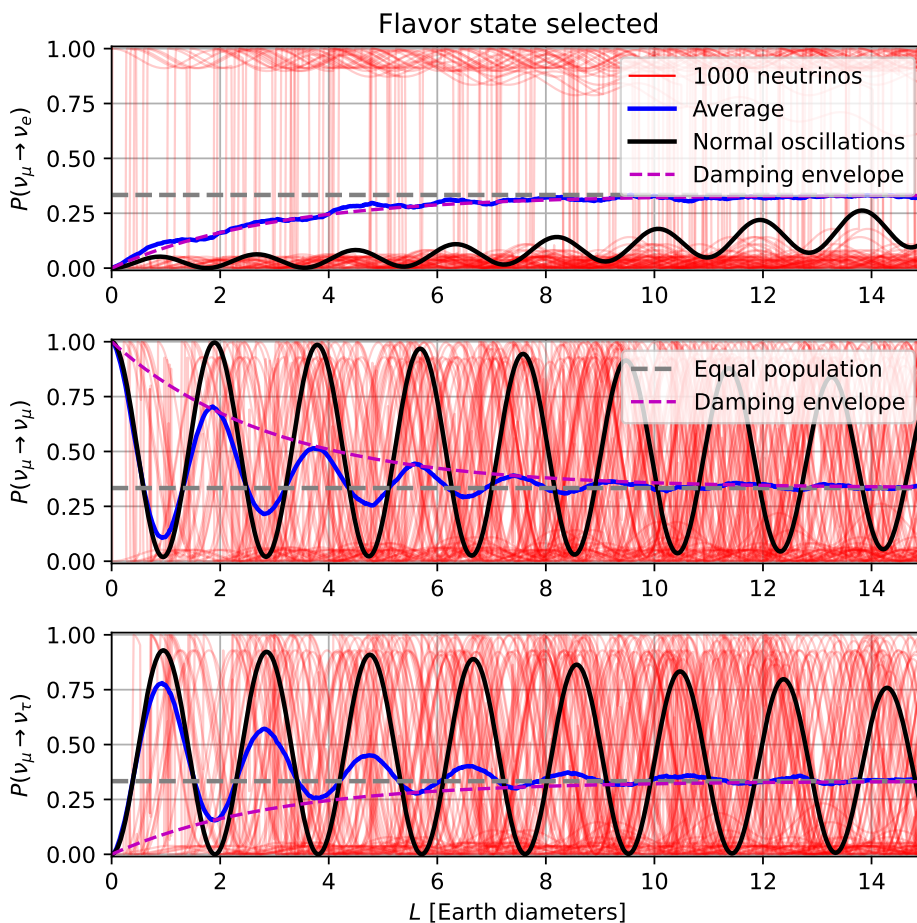 Flavor state selected
P(νμ → νe)
1.00
0.75
0.50
0.25
0.00
1000 neutrinos
Average
Normal oscillations
Damping envelope
0 2 4 6 8 10 12 14
P(νμ → νμ)
1.00
0.75
0.50
0.25
0.00
Equal population
Damping envelope
0 2 4 6 8 10 12 14
P(νμ → ντ)
1.00
0.75
0.50
0.25
0.00
0 2 4 6 8 10 12 14
L [Earth diameters]